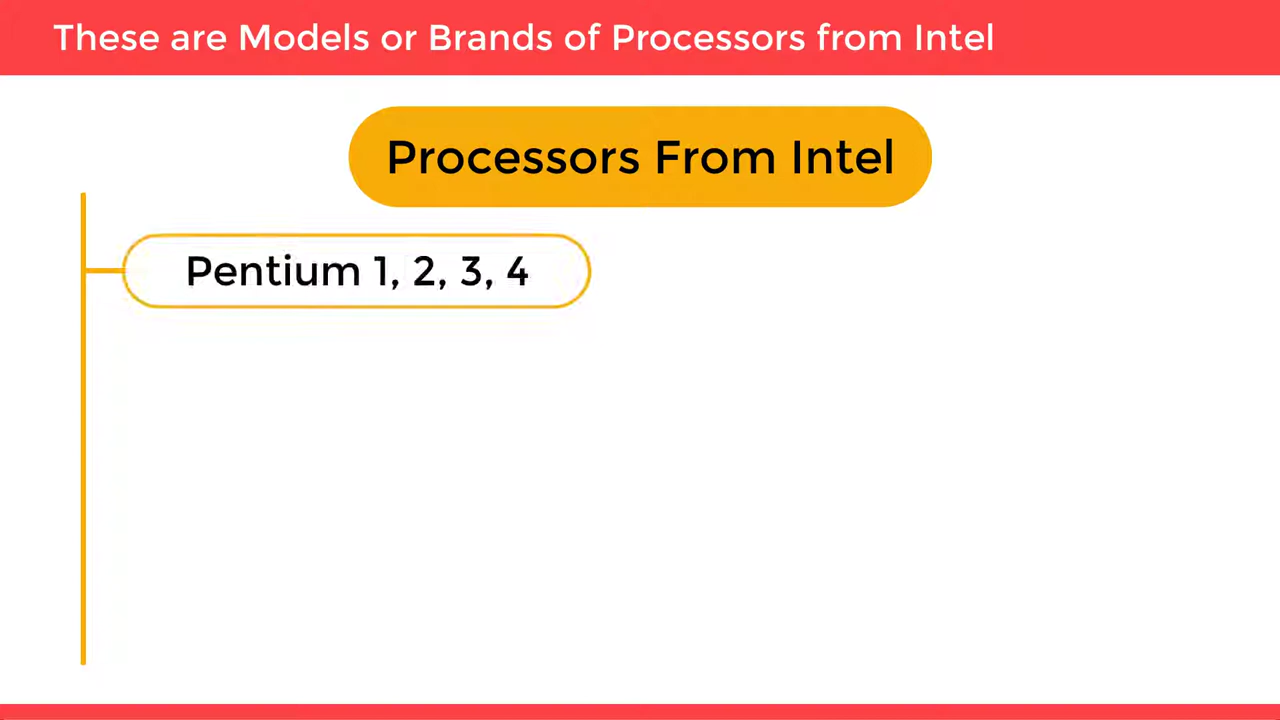 These are Models or Brands of Processors from Intel
Processors From Intel
Pentium 1, 2, 3, 4